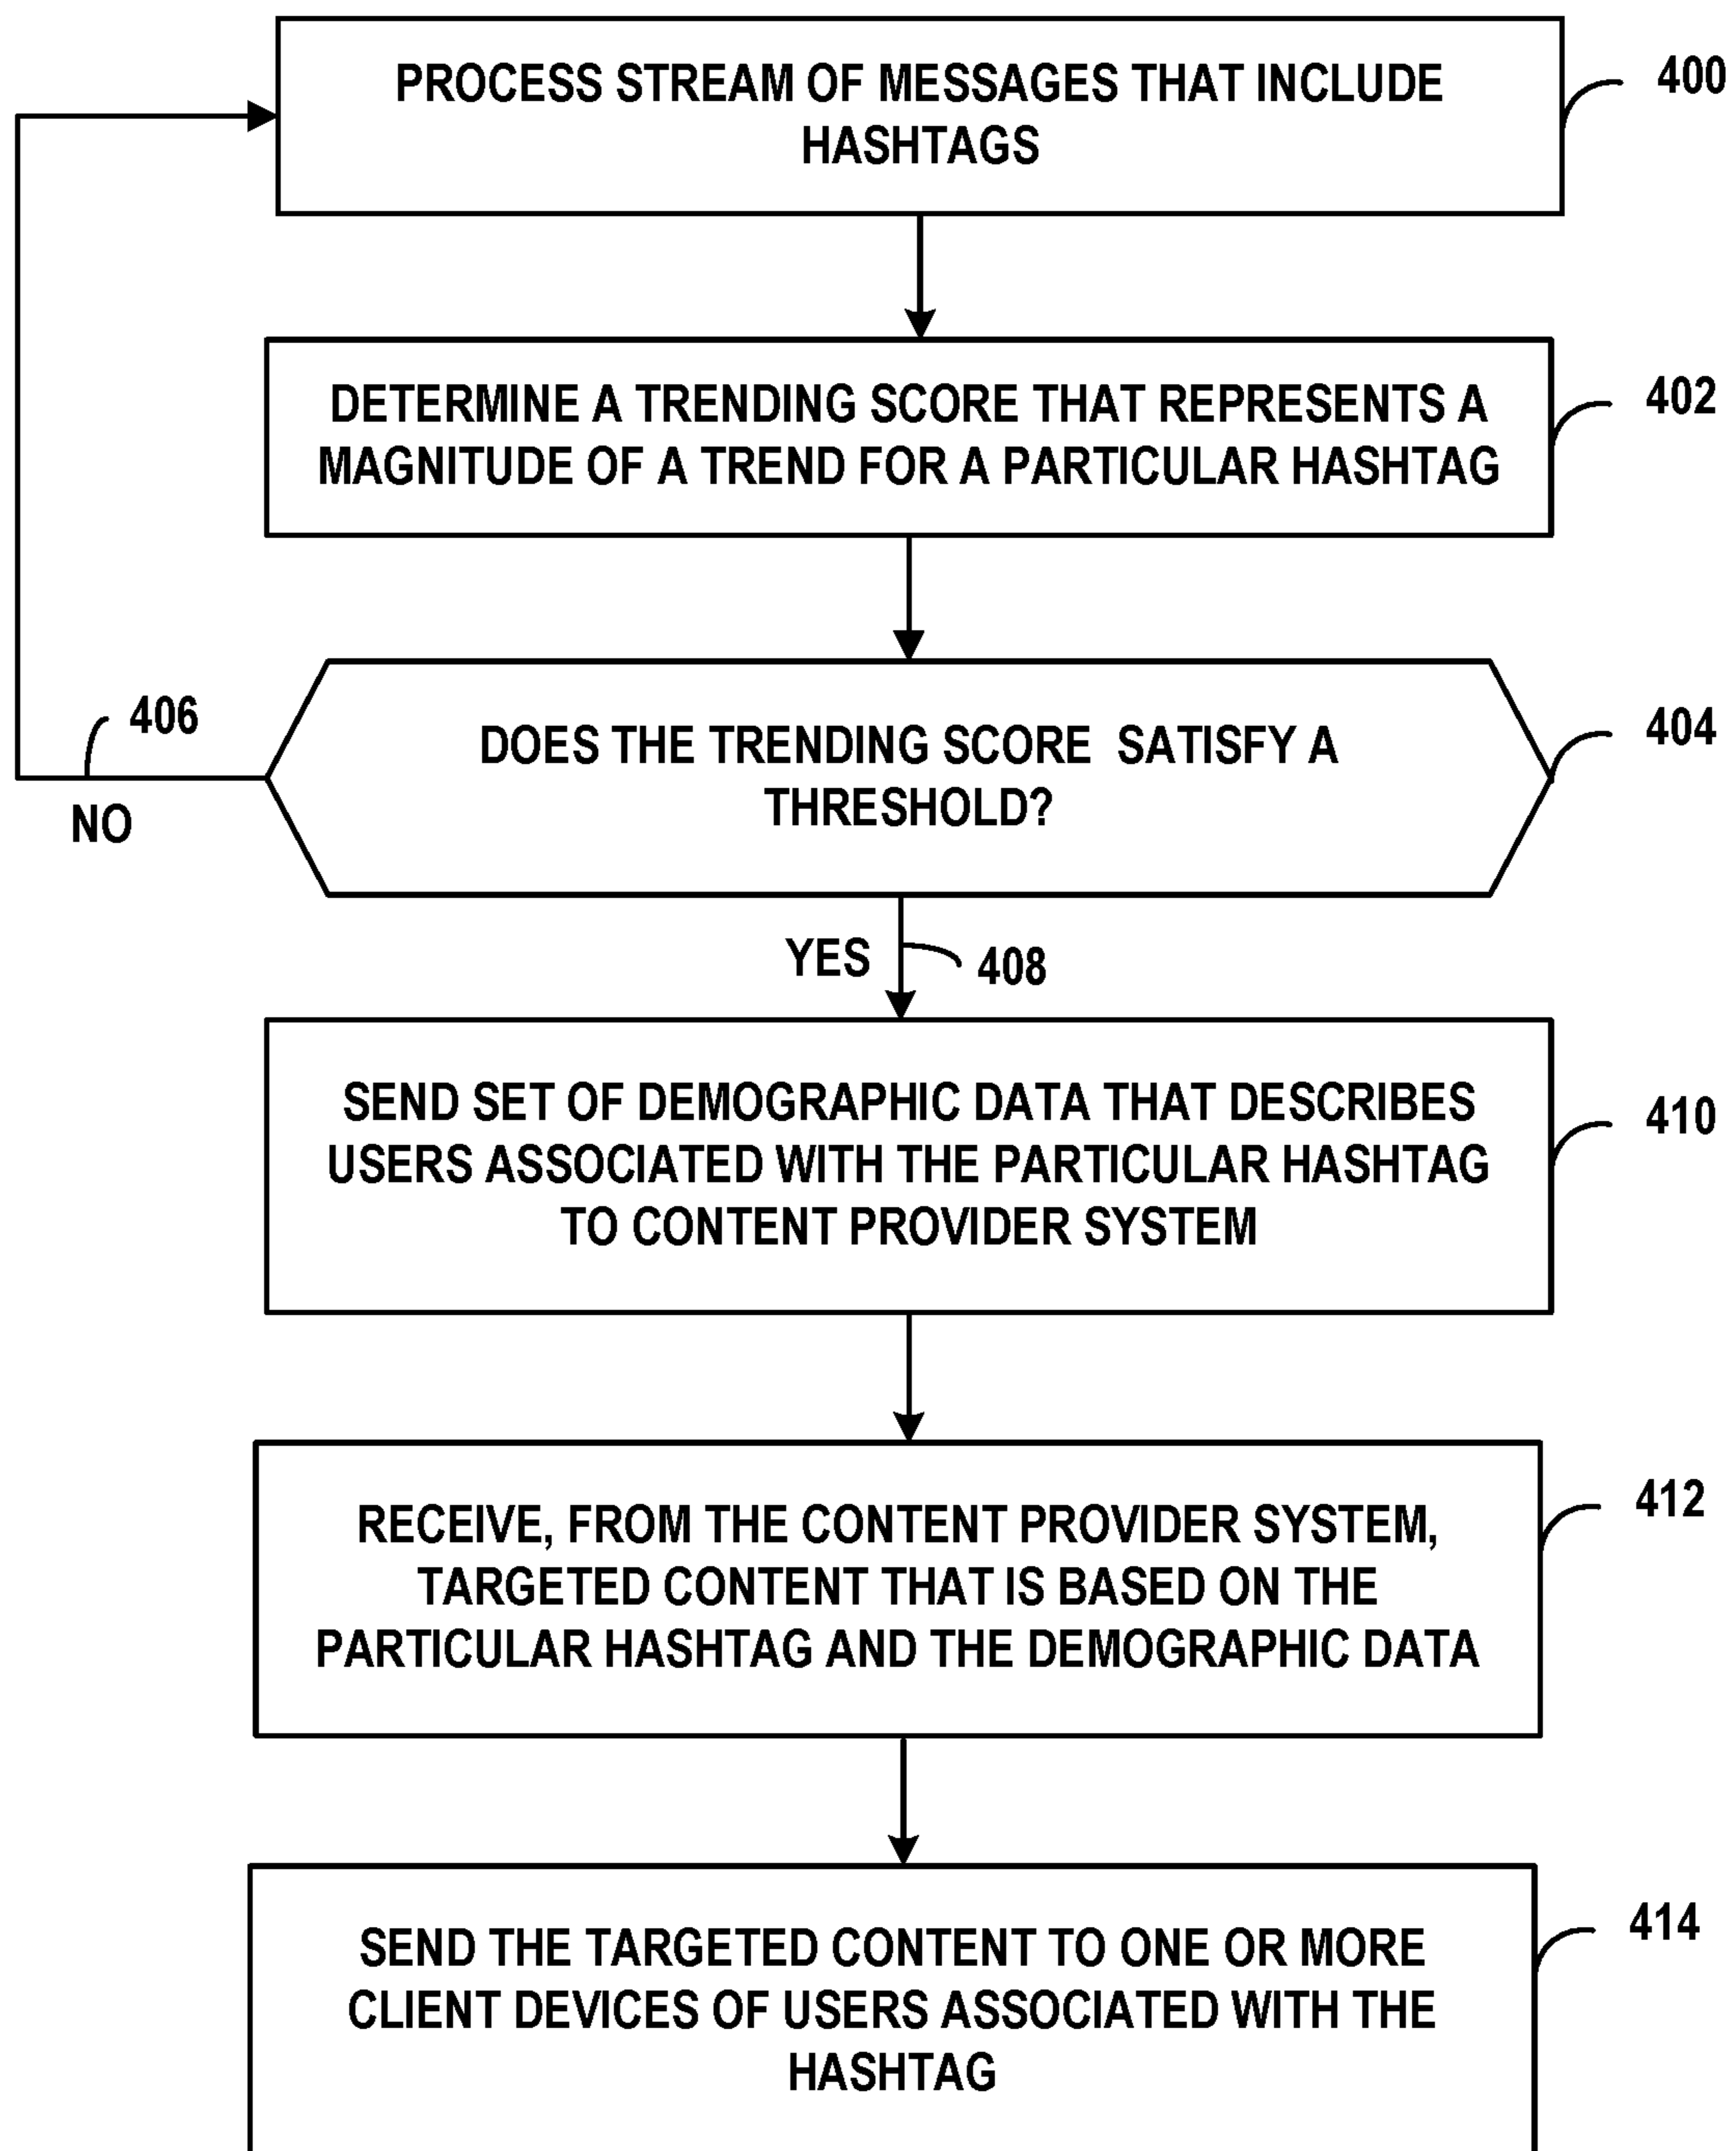 PROCESS STREAM OF MESSAGES THAT INCLUDE
HASHTAGS
400
DETERMINE A TRENDING SCORE THAT REPRESENTS A
MAGNITUDE OF A TREND FOR A PARTICULAR HASHTAG
402
DOES THE TRENDING SCORE SATISFY A
THRESHOLD?
404
406
NO
YES
408
SEND SET OF DEMOGRAPHIC DATA THAT DESCRIBES
USERS ASSOCIATED WITH THE PARTICULAR HASHTAG
TO CONTENT PROVIDER SYSTEM
410
RECEIVE, FROM THE CONTENT PROVIDER SYSTEM,
TARGETED CONTENT THAT IS BASED ON THE
PARTICULAR HASHTAG AND THE DEMOGRAPHIC DATA
412
SEND THE TARGETED CONTENT TO ONE OR MORE
CLIENT DEVICES OF USERS ASSOCIATED WITH THE
HASHTAG
414